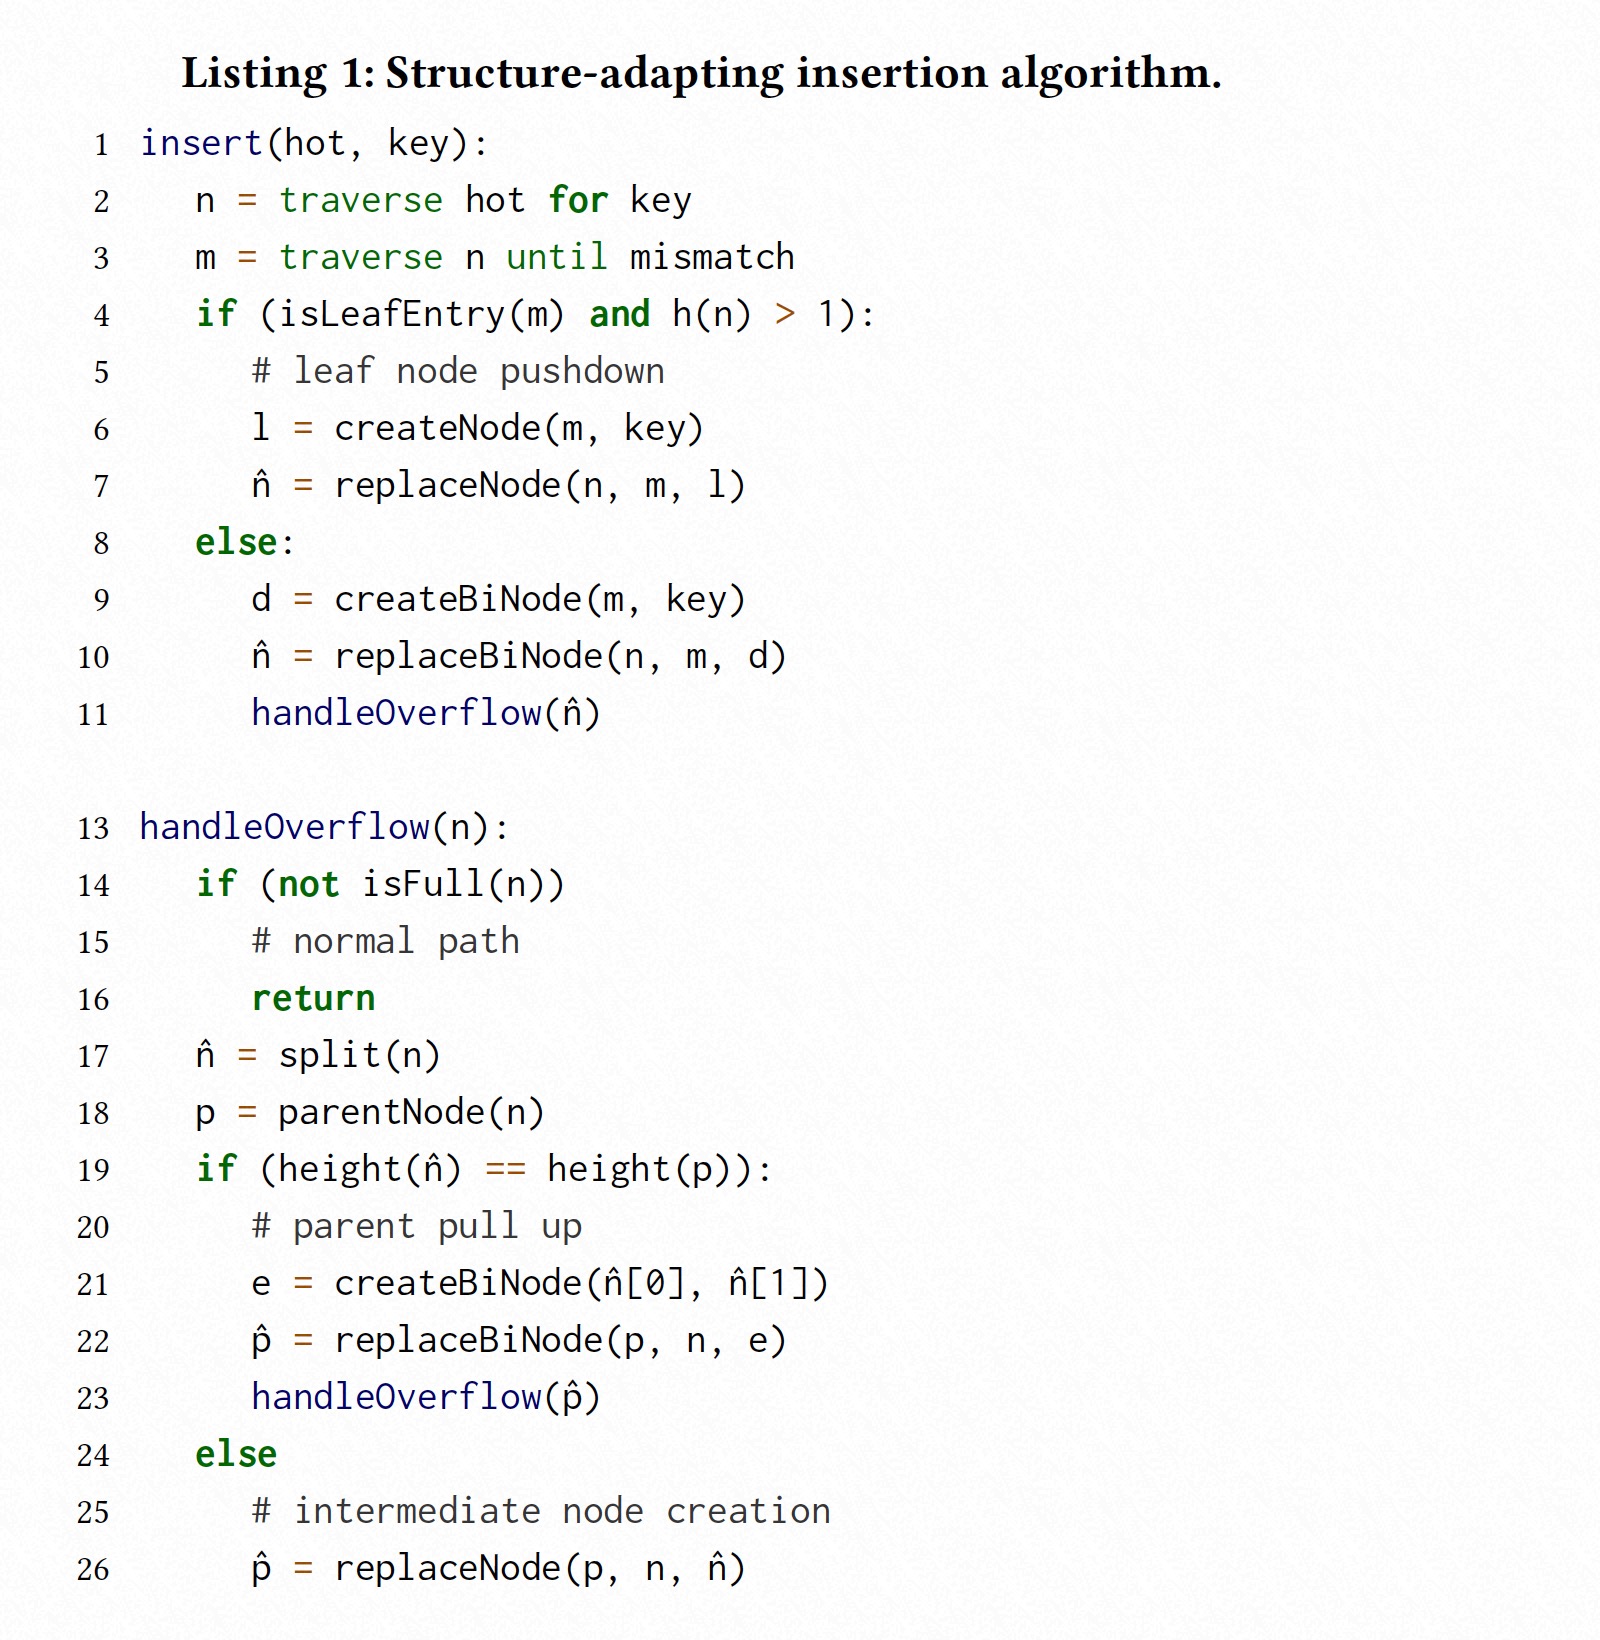 Listing 1: Structure-adapting insertion algorithm.
1 insert(hot, key):
2 n = traverse hot for key
3 m = traverse n until mismatch
4 if (isLeafEntry(m) and h(n) > 1):
5 # leaf node pushdown
6 l = createNode(m, key)
7 n̂ = replaceNode(n, m, l)
8 else:
9 d = createBiNode(m, key)
10 n̂ = replaceBiNode(n, m, d)
11 handleOverflow(n̂)
13 handleOverflow(n):
14 if (not isFull(n))
15 # normal path
16 return
17 n̂ = split(n)
18 p = parentNode(n)
19 if (height(n̂) == height(p)):
20 # parent pull up
21 e = createBiNode(n̂[0], n̂[1])
22 p̂ = replaceBiNode(p, n, e)
23 handleOverflow(p̂)
24 else
25 # intermediate node creation
26 p̂ = replaceNode(p, n, n̂)